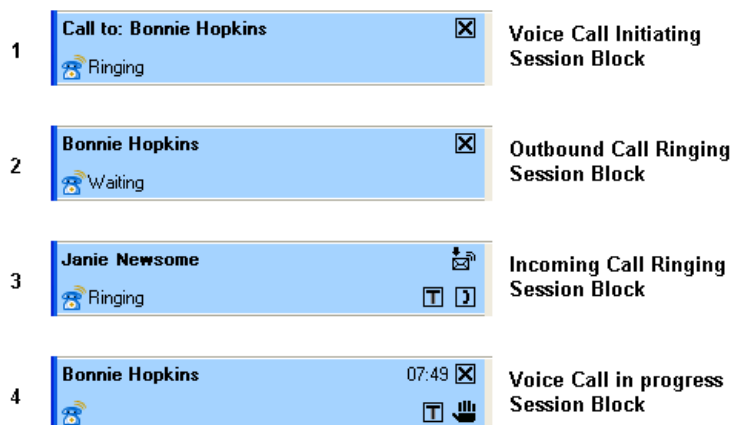 1
Call to: Bonnie Hopkins
Ringing
Voice Call Initiating
Session Block
2
Bonnie Hopkins
Waiting
Outbound Call Ringing
Session Block
3
Janie Newsome
Ringing
T
Incoming Call Ringing
Session Block
4
Bonnie Hopkins 07:49
T
Voice Call in progress
Session Block